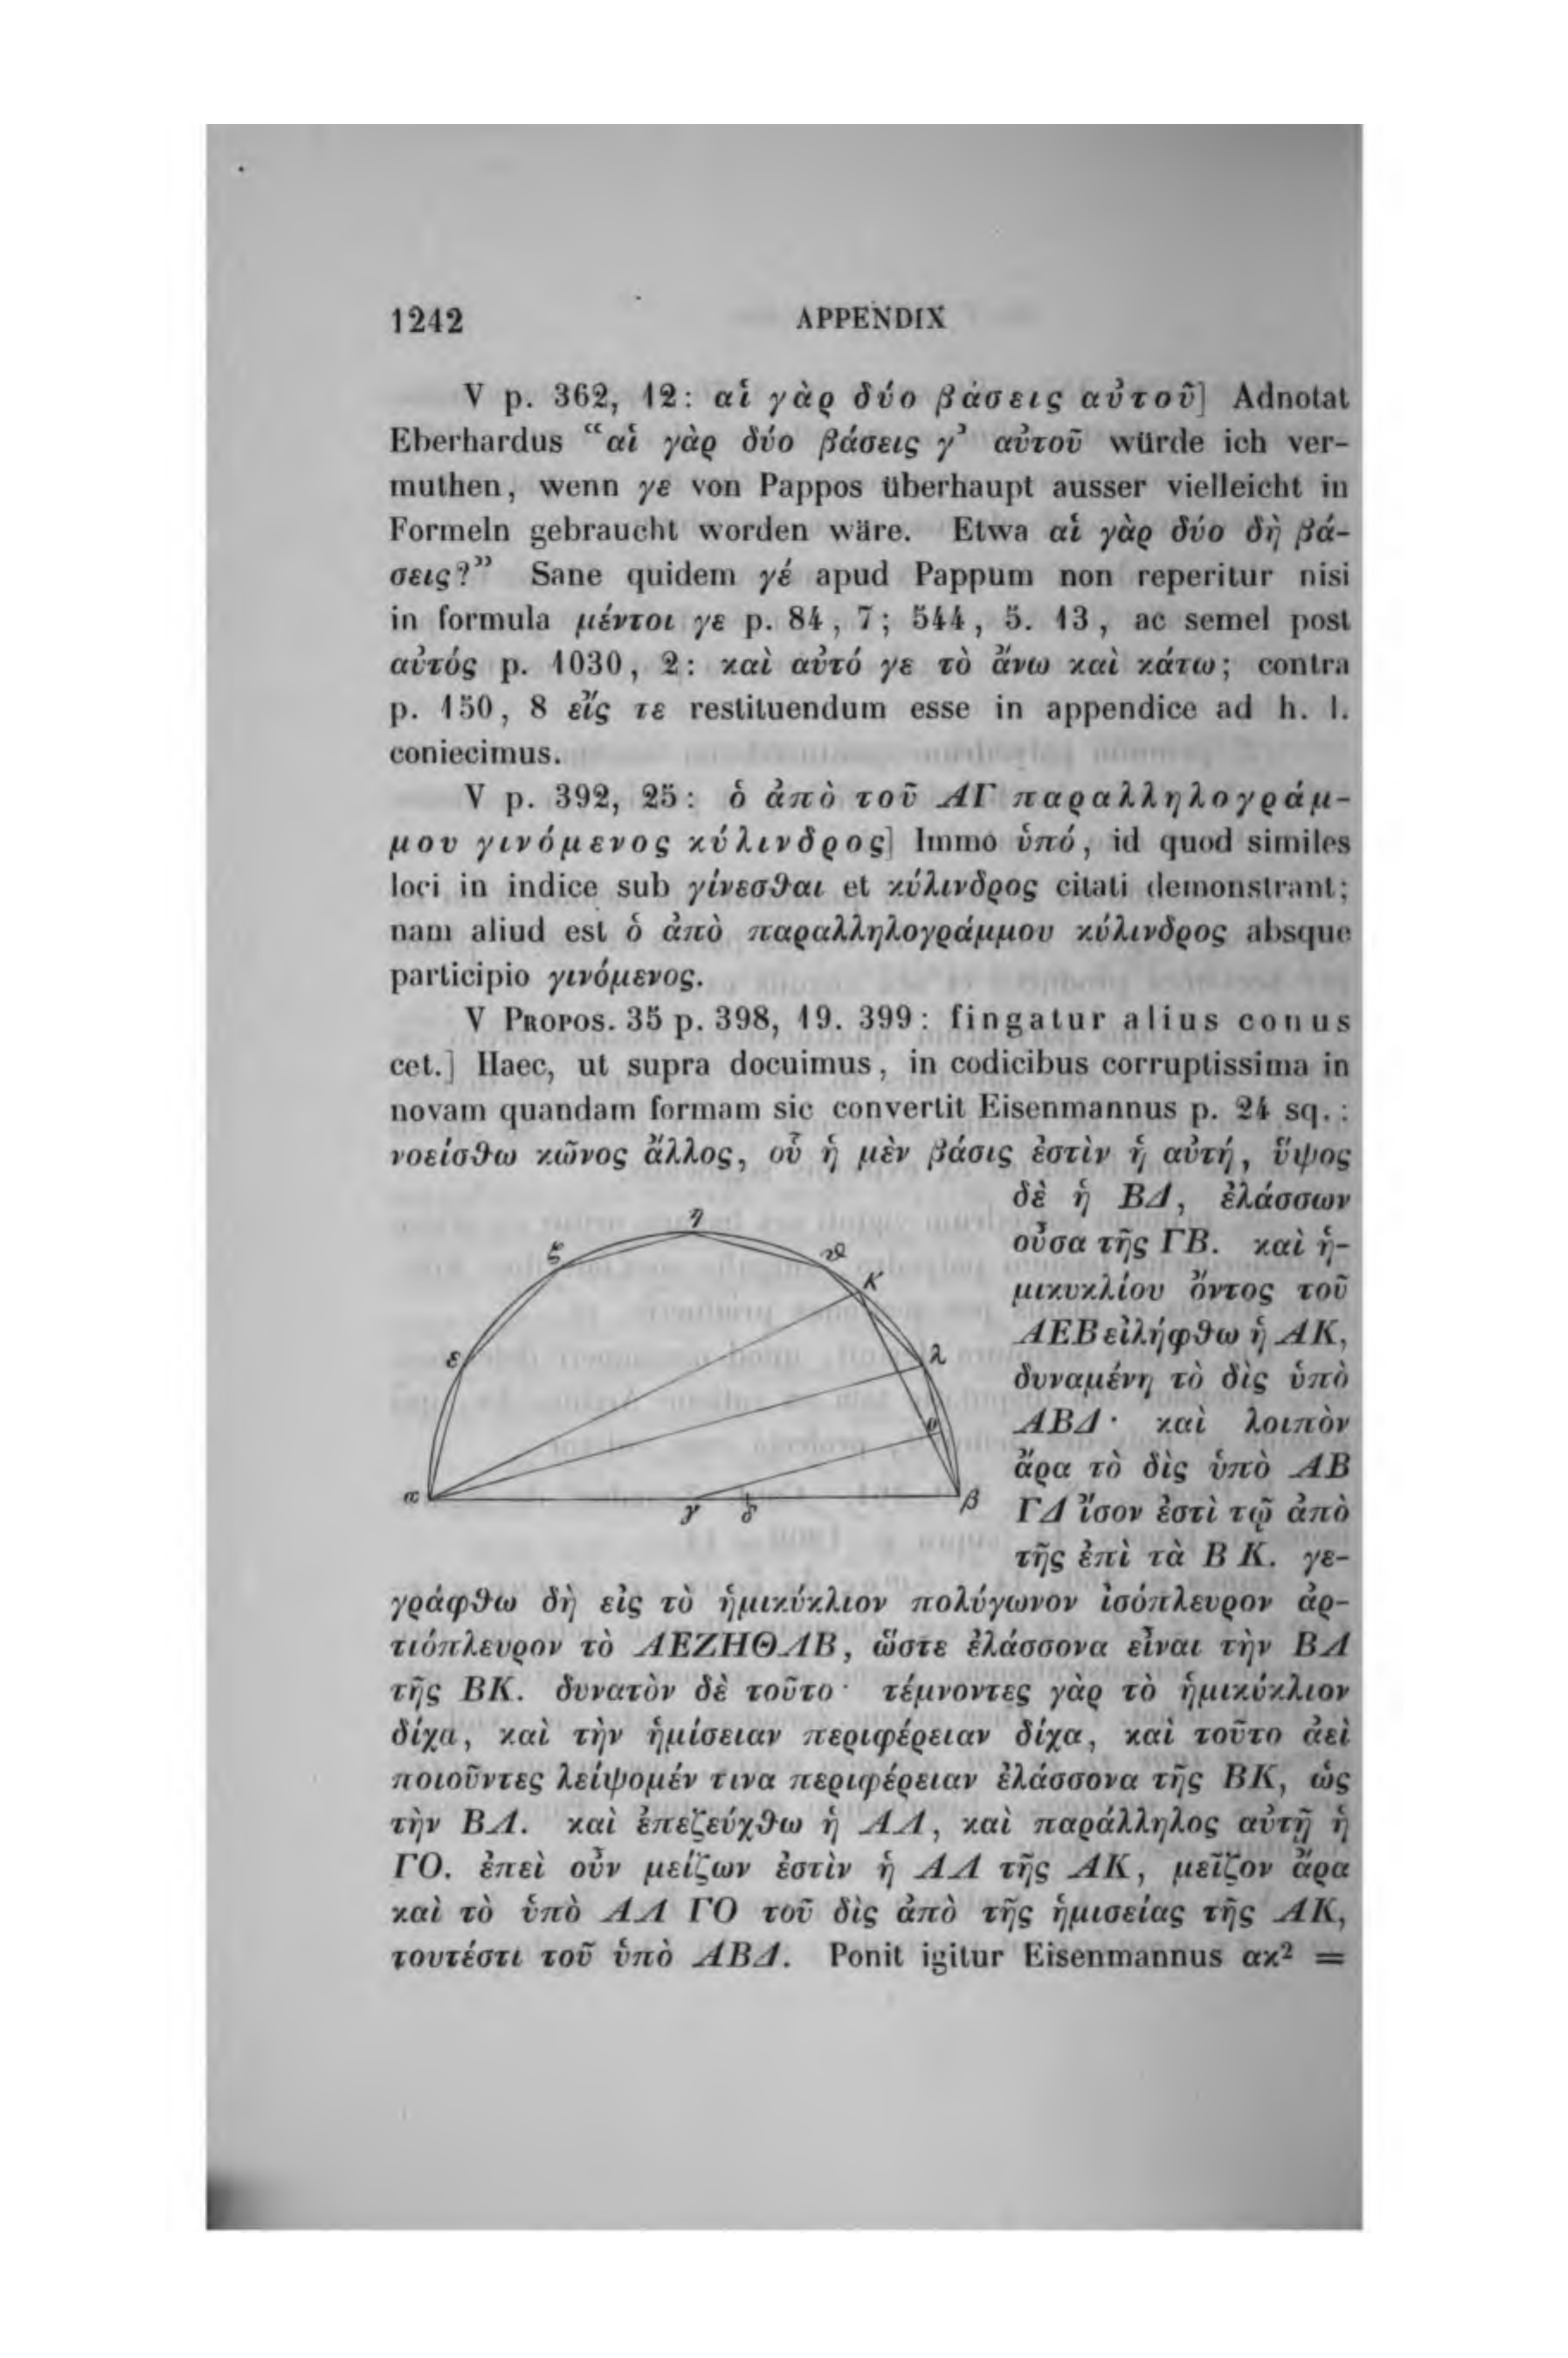 1242 APPENDIX
V p. 362, 12: αἱ γὰρ δύο βάσεις αὐτοῦ] Adnotat
Eberhardus “αἱ γὰρ δύο βάσεις γ’ αὐτοῦ würde ich ver-
muthen, wenn γε von Pappos überhaupt ausser vielleicht in
Formeln gebraucht worden wäre. Etwa αἱ γὰρ δύο δὴ βά-
σεις?” Sane quidem γέ apud Pappum non reperitur nisi
in formula μέντοι γε p. 84, 7; 544, 5. 13, ac semel post
αὐτός p. 1030, 2: καὶ αὐτό γε τὸ ἄνω καὶ κάτω; contra
p. 150, 8 εἴς τε restituendum esse in appendice ad h. l.
coniecimus.
V p. 392, 25: ὁ ἀπὸ τοῦ ΑΓ παραλληλογράμ-
μου γινόμενος κύλινδρος] Immo ὑπό, id quod similes
loci in indice sub γίνεσθαι et κύλινδρος citati demonstrant;
nam aliud est ὁ ἀπὸ παραλληλογράμμου κύλινδρος absque
participio γινόμενος.
V PROPOS. 35 p. 398, 19. 399: fingatur alius conus
cet.] Haec, ut supra docuimus, in codicibus corruptissima in
novam quandam formam sic convertit Eisenmannus p. 24 sq.:
νοείσθω κῶνος ἄλλος, οὗ ἡ μὲν βάσις ἐστὶν ἡ αὐτή, ὕψος
δὲ ἡ ΒΔ, ἐλάσσων
οὖσα τῆς ΓΒ. καὶ ἡ-
μικυκλίου ὄντος τοῦ
ΑΕΒ εἰλήφθω ἡ ΑΚ,
δυναμένη τὸ δὶς ὑπὸ
ΑΒΔ· καὶ λοιπὸν
ἄρα τὸ δὶς ὑπὸ ΑΒ
ΓΔ ἴσον ἐστὶ τῷ ἀπὸ
τῆς ἐπὶ τὰ Β Κ. γε-
η
ζ
θ
κ
ε
λ
ο
α
γ
δ
β
γράφθω δὴ εἰς τὸ ἡμικύκλιον πολύγωνον ἰσόπλευρον ἀρ-
τιόπλευρον τὸ ΑΕΖΗΘΛΒ, ὥστε ἐλάσσονα εἶναι τὴν ΒΛ
τῆς ΒΚ. δυνατὸν δὲ τοῦτο· τέμνοντες γὰρ τὸ ἡμικύκλιον
δίχα, καὶ τὴν ἡμίσειαν περιφέρειαν δίχα, καὶ τοῦτο ἀεὶ
ποιοῦντες λείψομέν τινα περιφέρειαν ἐλάσσονα τῆς ΒΚ, ὡς
τὴν ΒΛ. καὶ ἐπεζεύχθω ἡ ΑΛ, καὶ παράλληλος αὐτῇ ἡ
ΓΟ. ἐπεὶ οὖν μείζων ἐστὶν ἡ ΑΛ τῆς ΑΚ, μεῖζον ἄρα
καὶ τὸ ὑπὸ ΑΛ ΓΟ τοῦ δὶς ἀπὸ τῆς ἡμισείας τῆς ΑΚ,
τουτέστι τοῦ ὑπὸ ΑΒΔ. Ponit igitur Eisenmannus ακ² =